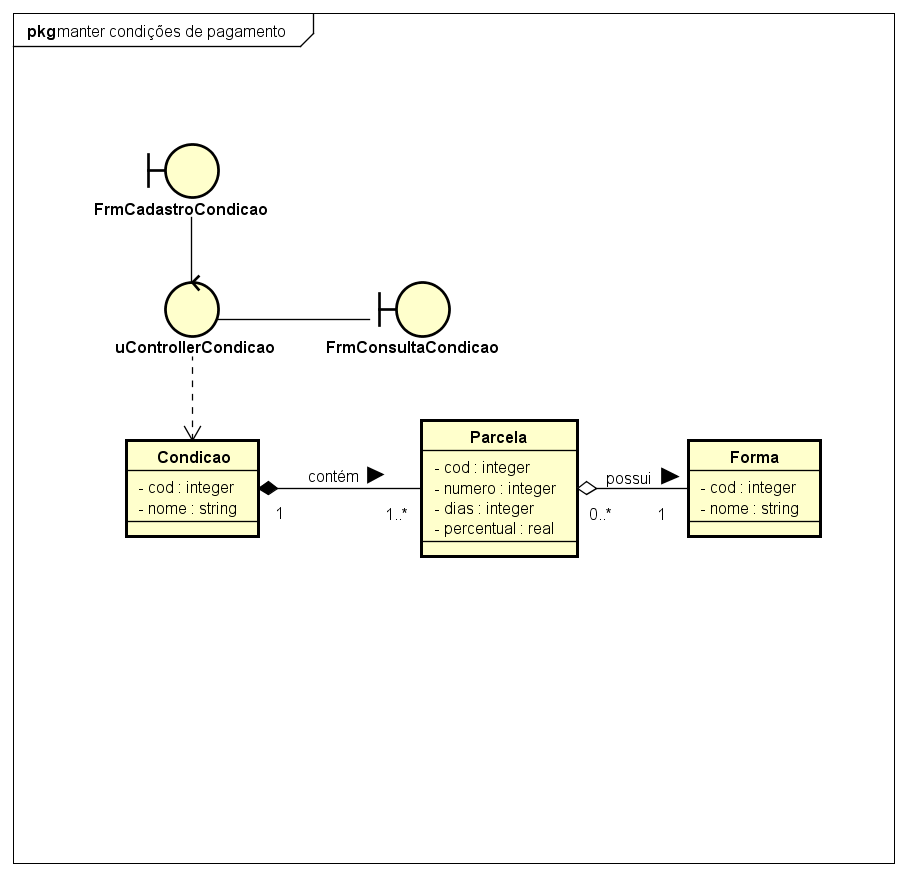 pkg manter condições de pagamento
FrmCadastroCondicao
uControllerCondicao
FrmConsultaCondicao
Condicao
- cod : integer
- nome : string
contém
1
1..*
Parcela
- cod : integer
- numero : integer
- dias : integer
- percentual : real
possui
0..*
1
Forma
- cod : integer
- nome : string